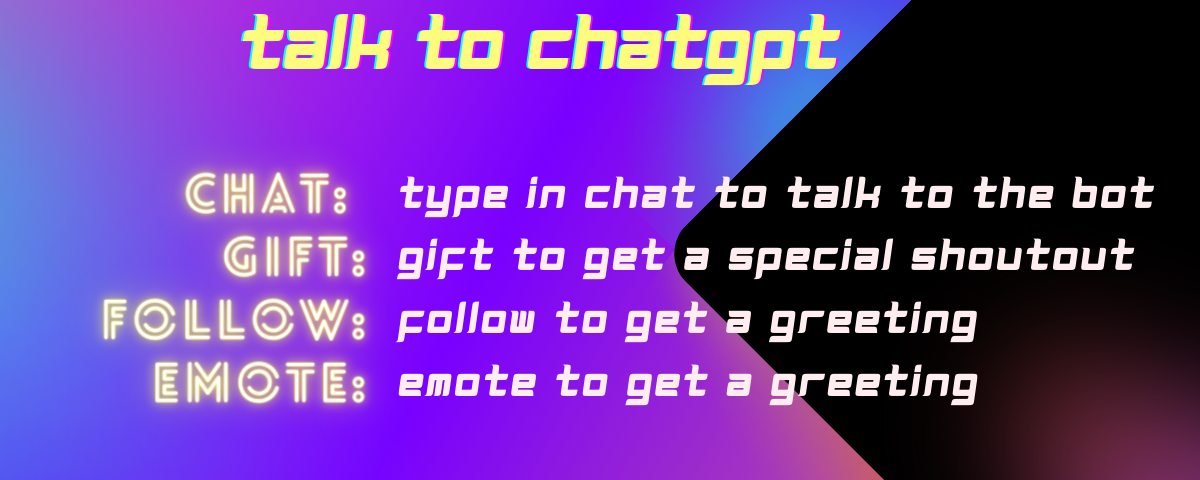 talk to chatgpt
CHAT: type in chat to talk to the bot
GIFT: gift to get a special shoutout
FOLLOW: follow to get a greeting
EMOTE: emote to get a greeting